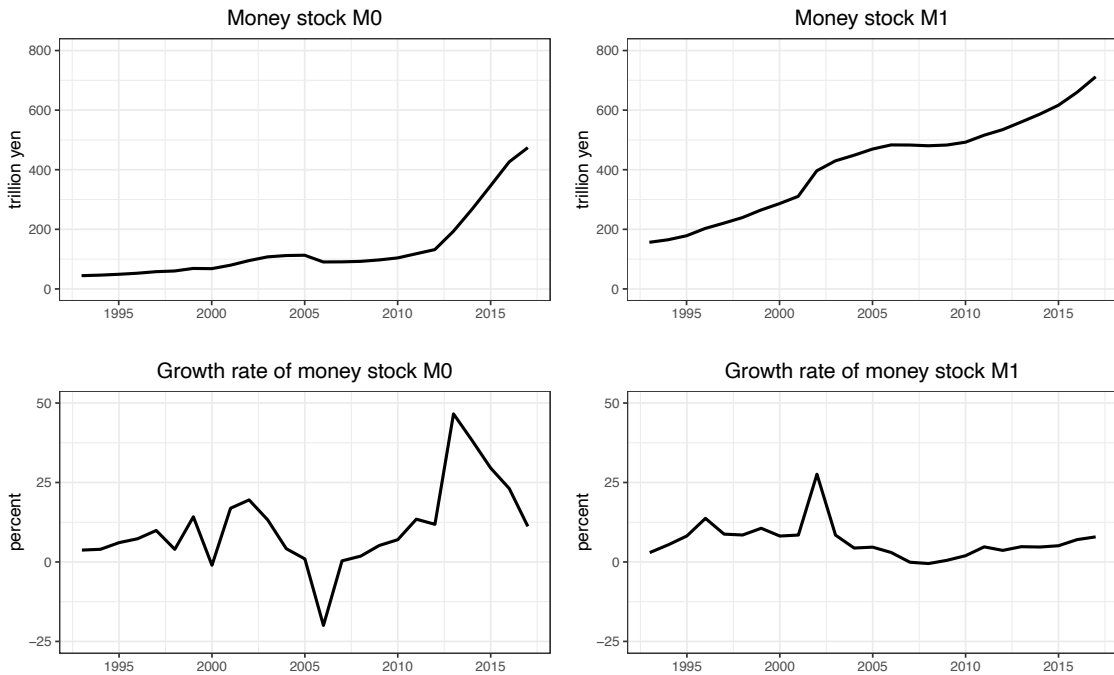 Money stock M0
trillion yen
800
600
400
200
0
1995 2000 2005 2010 2015
Money stock M1
trillion yen
800
600
400
200
0
1995 2000 2005 2010 2015
Growth rate of money stock M0
percent
50
25
0
−25
1995 2000 2005 2010 2015
Growth rate of money stock M1
percent
50
25
0
−25
1995 2000 2005 2010 2015